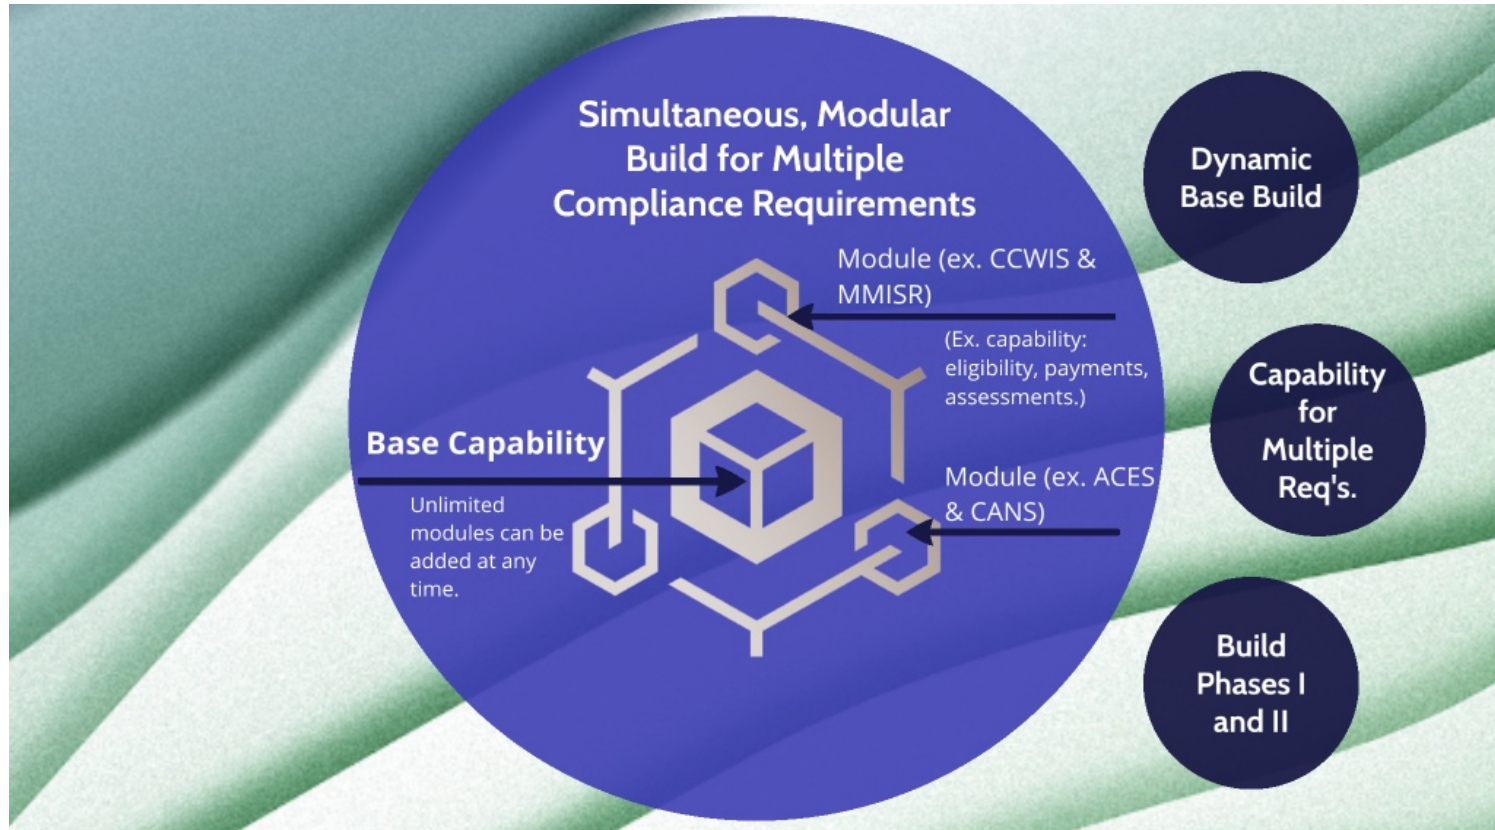 Simultaneous, Modular
Build for Multiple
Compliance Requirements
Module (ex. CCWIS &
MMISR)
(Ex. capability:
eligibility, payments,
assessments.)
Base Capability
Unlimited
modules can be
added at any
time.
Module (ex. ACES
& CANS)
Dynamic
Base Build
Capability
for
Multiple
Req's.
Build
Phases I
and II